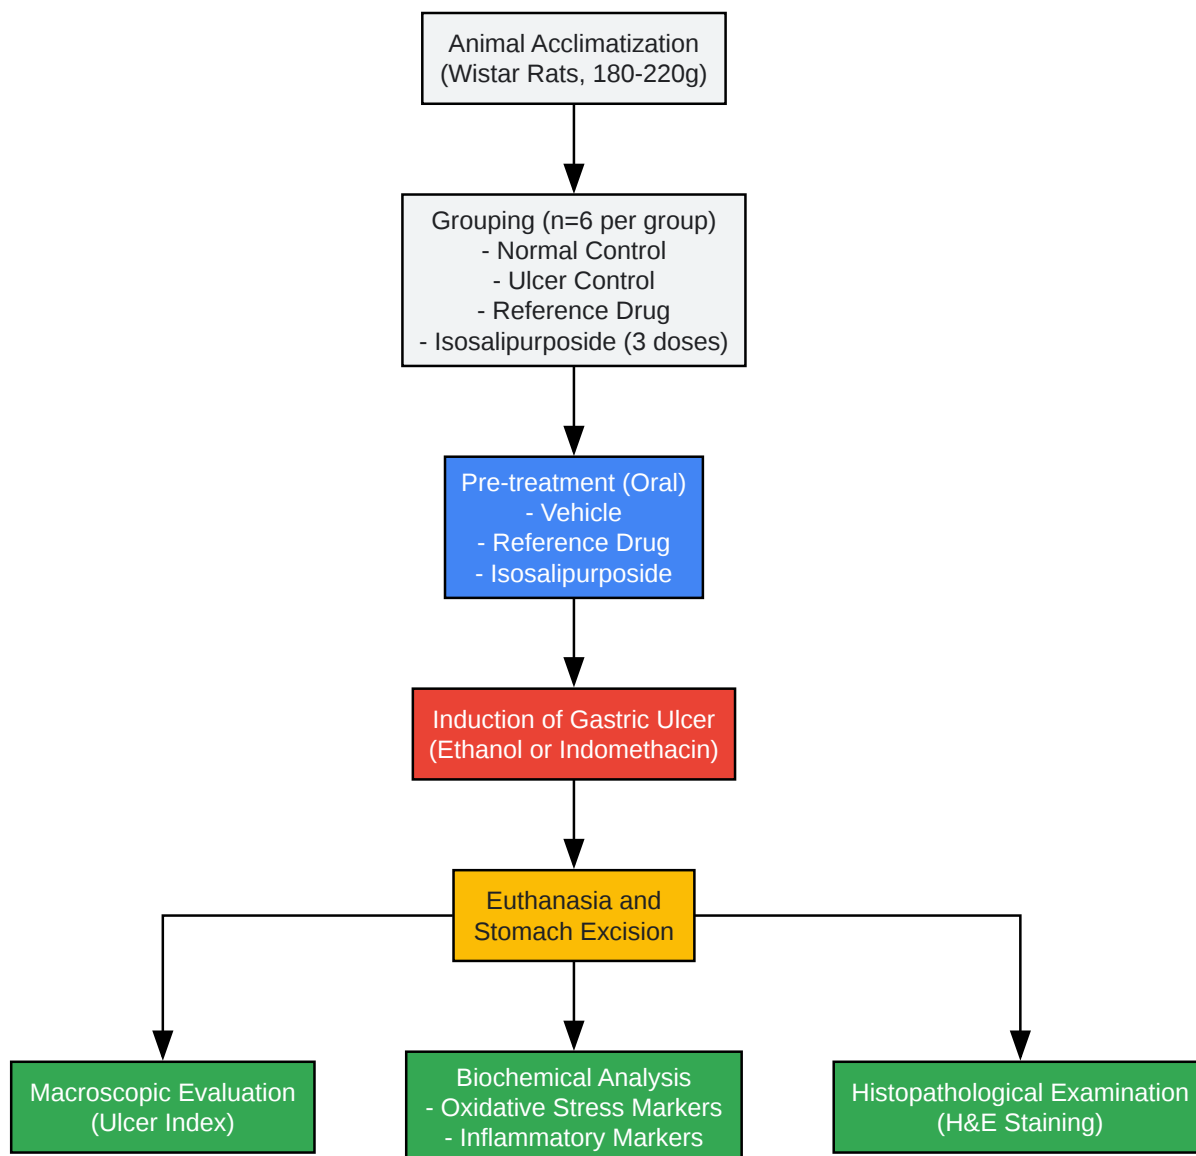 Animal Acclimatization
(Wistar Rats, 180-220g)
Grouping (n=6 per group)
- Normal Control
- Ulcer Control
- Reference Drug
- Isosalipurposide (3 doses)
Pre-treatment (Oral)
- Vehicle
- Reference Drug
- Isosalipurposide
Induction of Gastric Ulcer
(Ethanol or Indomethacin)
Euthanasia and
Stomach Excision
Macroscopic Evaluation
(Ulcer Index)
Biochemical Analysis
- Oxidative Stress Markers
- Inflammatory Markers
Histopathological Examination
(H&E Staining)